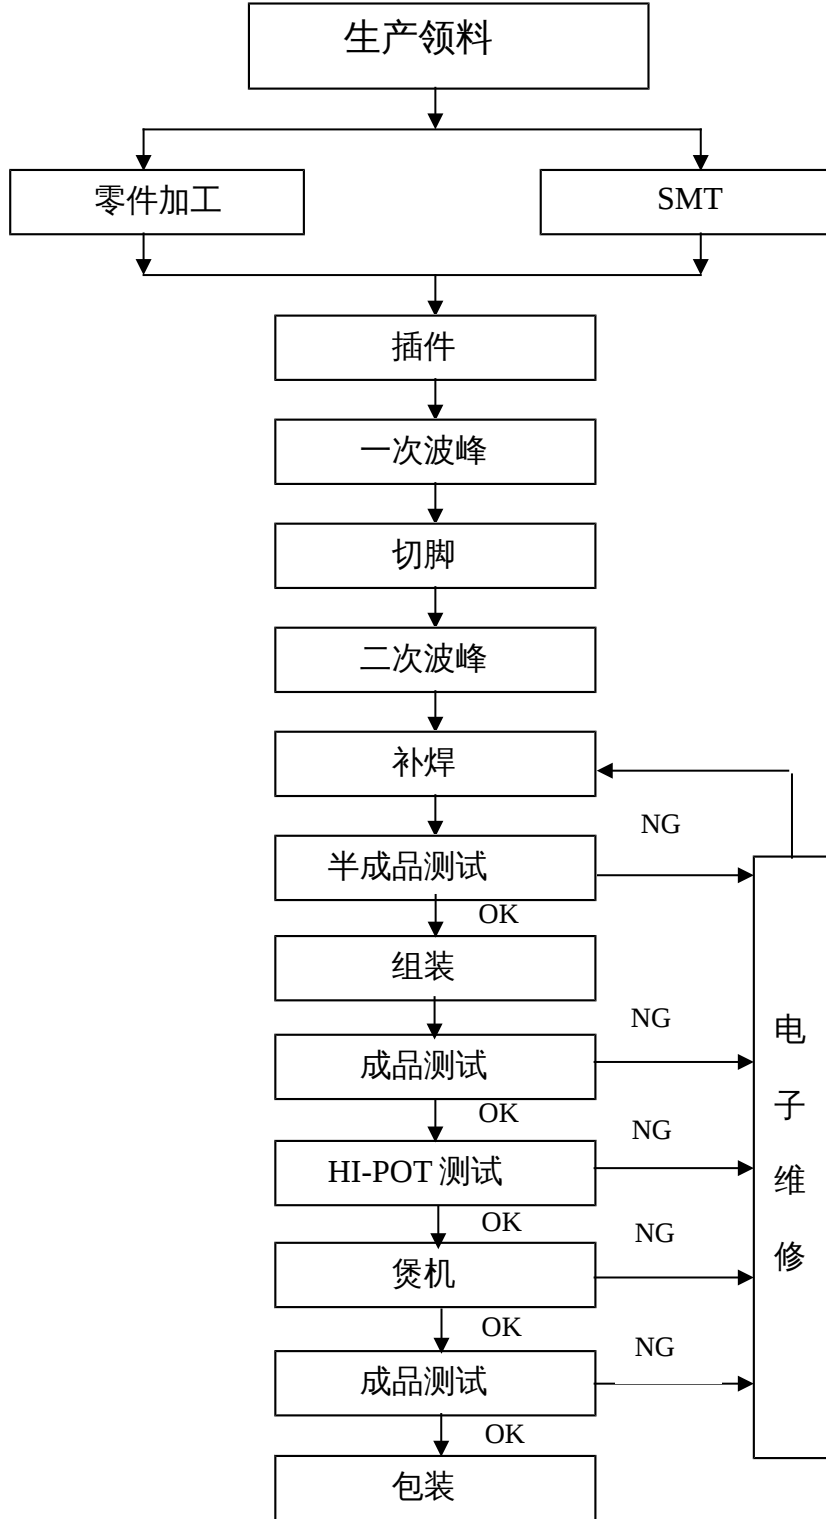 生产领料
零件加工
SMT
插件
一次波峰
切脚
二次波峰
补焊
NG
半成品测试
OK
组装
NG
成品测试
OK
NG
HI-POT 测试
OK
NG
煲机
OK
NG
成品测试
OK
包装
电
子
维
修